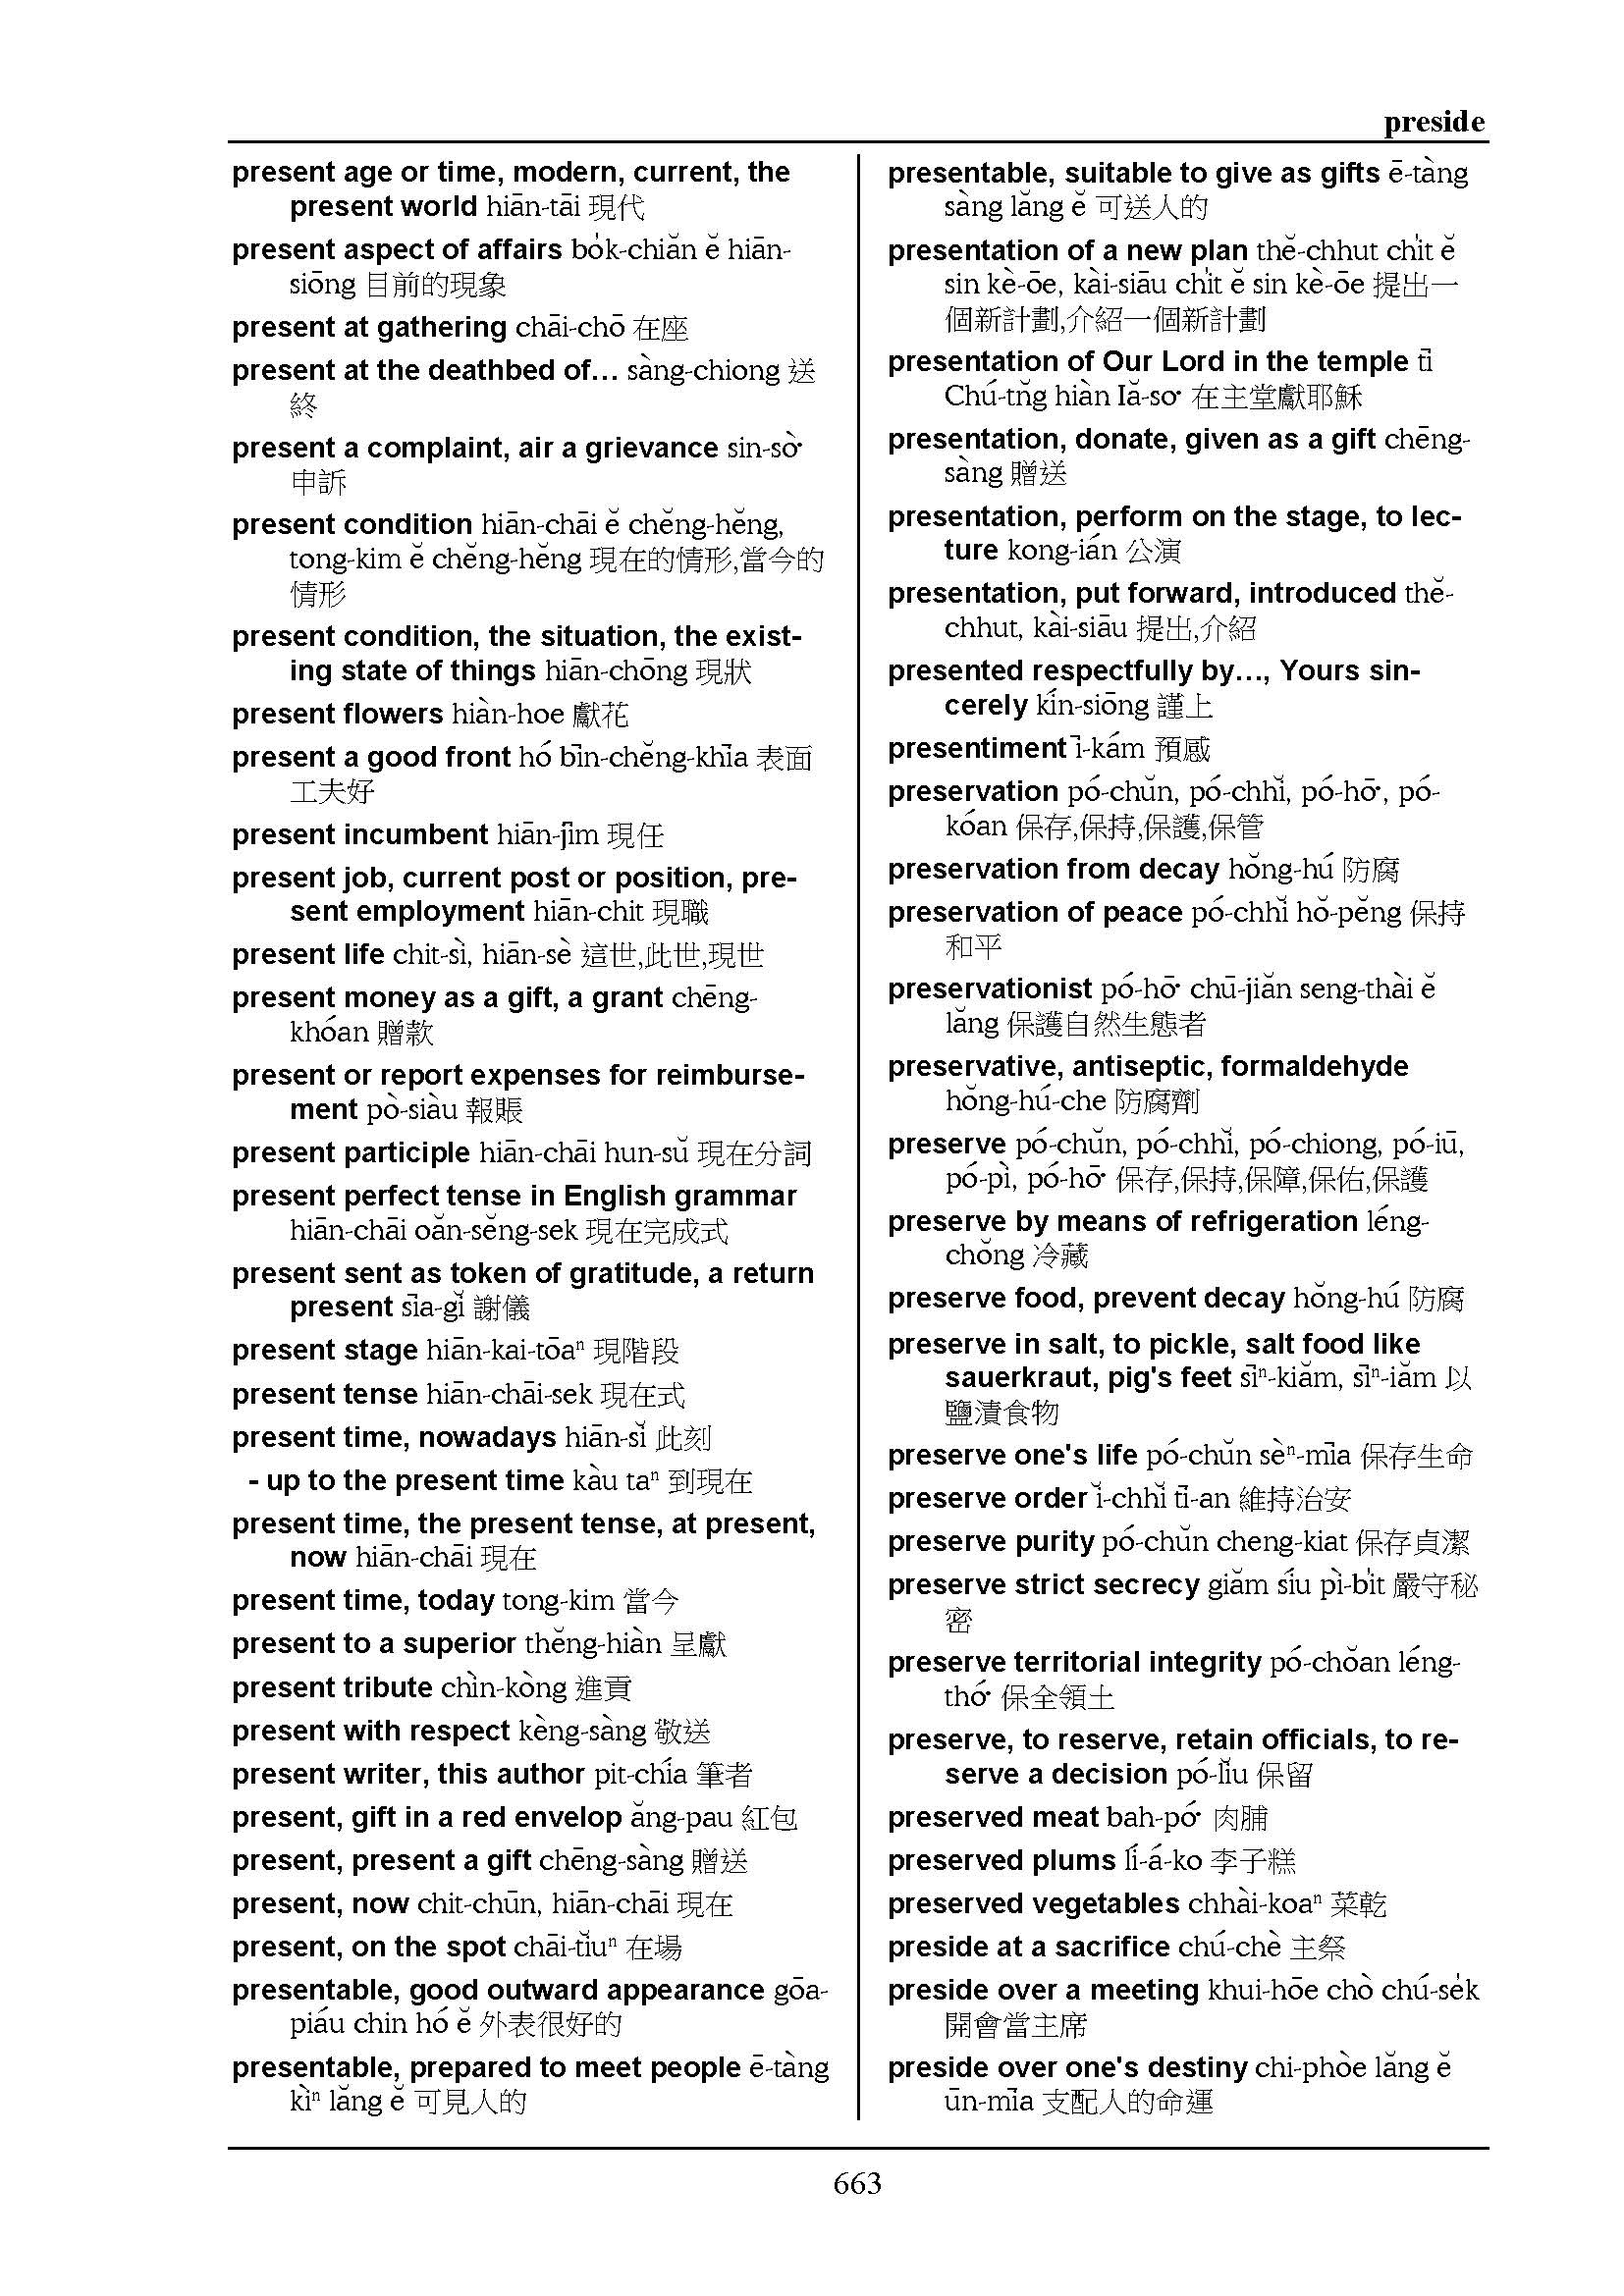 preside
present age or time, modern, current, the
present world hiān-tāi 現代
present aspect of affairs bo̍k-chiăn ĕ hiān-
siōng 目前的現象
present at gathering chāi-chō 在座
present at the deathbed of… sàng-chiong 送
終
present a complaint, air a grievance sin-sò͘
申訴
present condition hiān-chāi ĕ chĕng-hĕng,
tong-kim ĕ chĕng-hĕng 現在的情形,當今的
情形
present condition, the situation, the exist-
ing state of things hiān-chōng 現狀
present flowers hiàn-hoe 獻花
present a good front hó bīn-chĕng-khīa 表面
工夫好
present incumbent hiān-jīm 現任
present job, current post or position, pre-
sent employment hiān-chit 現職
present life chit-sì, hiān-sè 這世,此世,現世
present money as a gift, a grant chēng-
khóan 贈款
present or report expenses for reimburse-
ment pò-siàu 報賬
present participle hiān-chāi hun-sŭ 現在分詞
present perfect tense in English grammar
hiān-chāi oăn-sĕng-sek 現在完成式
present sent as token of gratitude, a return
present sīa-gĭ 謝儀
present stage hiān-kai-tōaⁿ 現階段
present tense hiān-chāi-sek 現在式
present time, nowadays hiān-sĭ 此刻
- up to the present time kàu taⁿ 到現在
present time, the present tense, at present,
now hiān-chāi 現在
present time, today tong-kim 當今
present to a superior thĕng-hiàn 呈獻
present tribute chìn-kòng 進貢
present with respect kèng-sàng 敬送
present writer, this author pit-chía 筆者
present, gift in a red envelop ăng-pau 紅包
present, present a gift chēng-sàng 贈送
present, now chit-chūn, hiān-chāi 現在
present, on the spot chāi-tĭuⁿ 在場
presentable, good outward appearance gōa-
piáu chin hó ĕ 外表很好的
presentable, prepared to meet people ē-tàng
kìⁿ lăng ĕ 可見人的
presentable, suitable to give as gifts ē-tàng
sàng lăng ĕ 可送人的
presentation of a new plan thĕ-chhut chi̍t ĕ
sin kè-ōe, kài-siāu chi̍t ĕ sin kè-ōe 提出一
個新計劃,介紹一個新計劃
presentation of Our Lord in the temple tī
Chú-tn̆g hiàn Iă-so͘ 在主堂獻耶穌
presentation, donate, given as a gift chēng-
sàng 贈送
presentation, perform on the stage, to lec-
ture kong-ián 公演
presentation, put forward, introduced thĕ-
chhut, kài-siāu 提出,介紹
presented respectfully by…, Yours sin-
cerely kín-siōng 謹上
presentiment ī-kám 預感
preservation pó-chŭn, pó-chhĭ, pó-hō͘, pó-
kóan 保存,保持,保護,保管
preservation from decay hŏng-hú 防腐
preservation of peace pó-chhĭ hŏ-pĕng 保持
和平
preservationist pó-hō͘ chū-jiăn seng-thài ĕ
lăng 保護自然生態者
preservative, antiseptic, formaldehyde
hŏng-hú-che 防腐劑
preserve pó-chŭn, pó-chhĭ, pó-chiong, pó-iū,
pó-pì, pó-hō͘ 保存,保持,保障,保佑,保護
preserve by means of refrigeration léng-
chŏng 冷藏
preserve food, prevent decay hŏng-hú 防腐
preserve in salt, to pickle, salt food like
sauerkraut, pig's feet sīⁿ-kiăm, sīⁿ-iăm 以
鹽漬食物
preserve one's life pó-chŭn sèⁿ-mīa 保存生命
preserve order ĭ-chhĭ tī-an 維持治安
preserve purity pó-chŭn cheng-kiat 保存貞潔
preserve strict secrecy giăm síu pì-bi̍t 嚴守秘
密
preserve territorial integrity pó-chŏan léng-
thó͘ 保全領土
preserve, to reserve, retain officials, to re-
serve a decision pó-lĭu 保留
preserved meat bah-pó͘ 肉脯
preserved plums lí-á-ko 李子糕
preserved vegetables chhài-koaⁿ 菜乾
preside at a sacrifice chú-chè 主祭
preside over a meeting khui-hōe chò chú-se̍k
開會當主席
preside over one's destiny chi-phòe lăng ĕ
ūn-mīa 支配人的命運
663